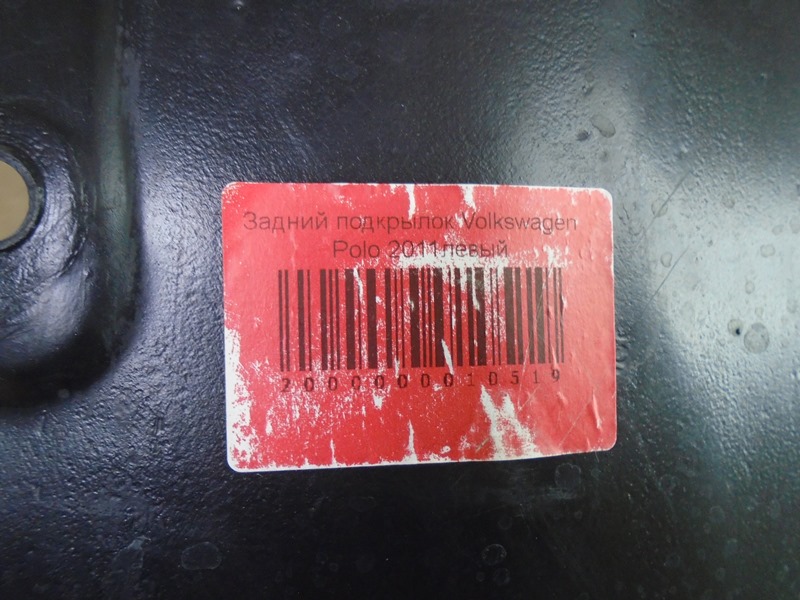 Задний подкрылок Volkswagen
Polo 2011левый
2000000010519